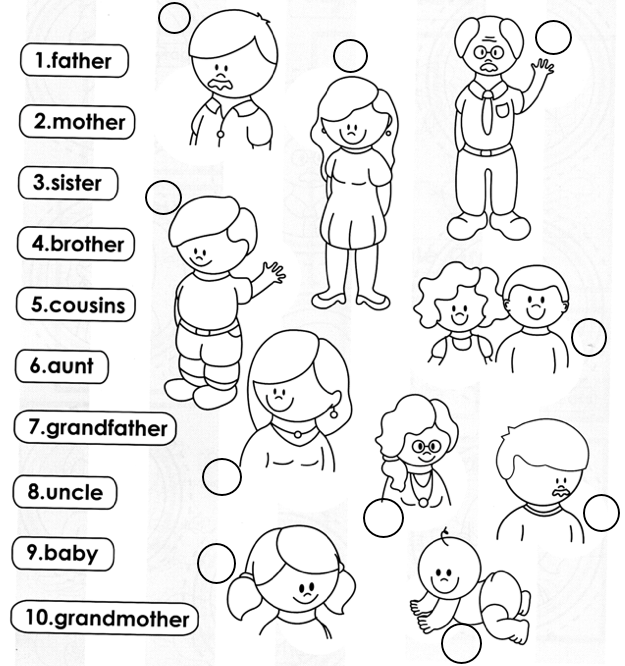 1.father
2.mother
3.sister
4.brother
5.cousins
6.aunt
7.grandfather
8.uncle
9.baby
10.grandmother